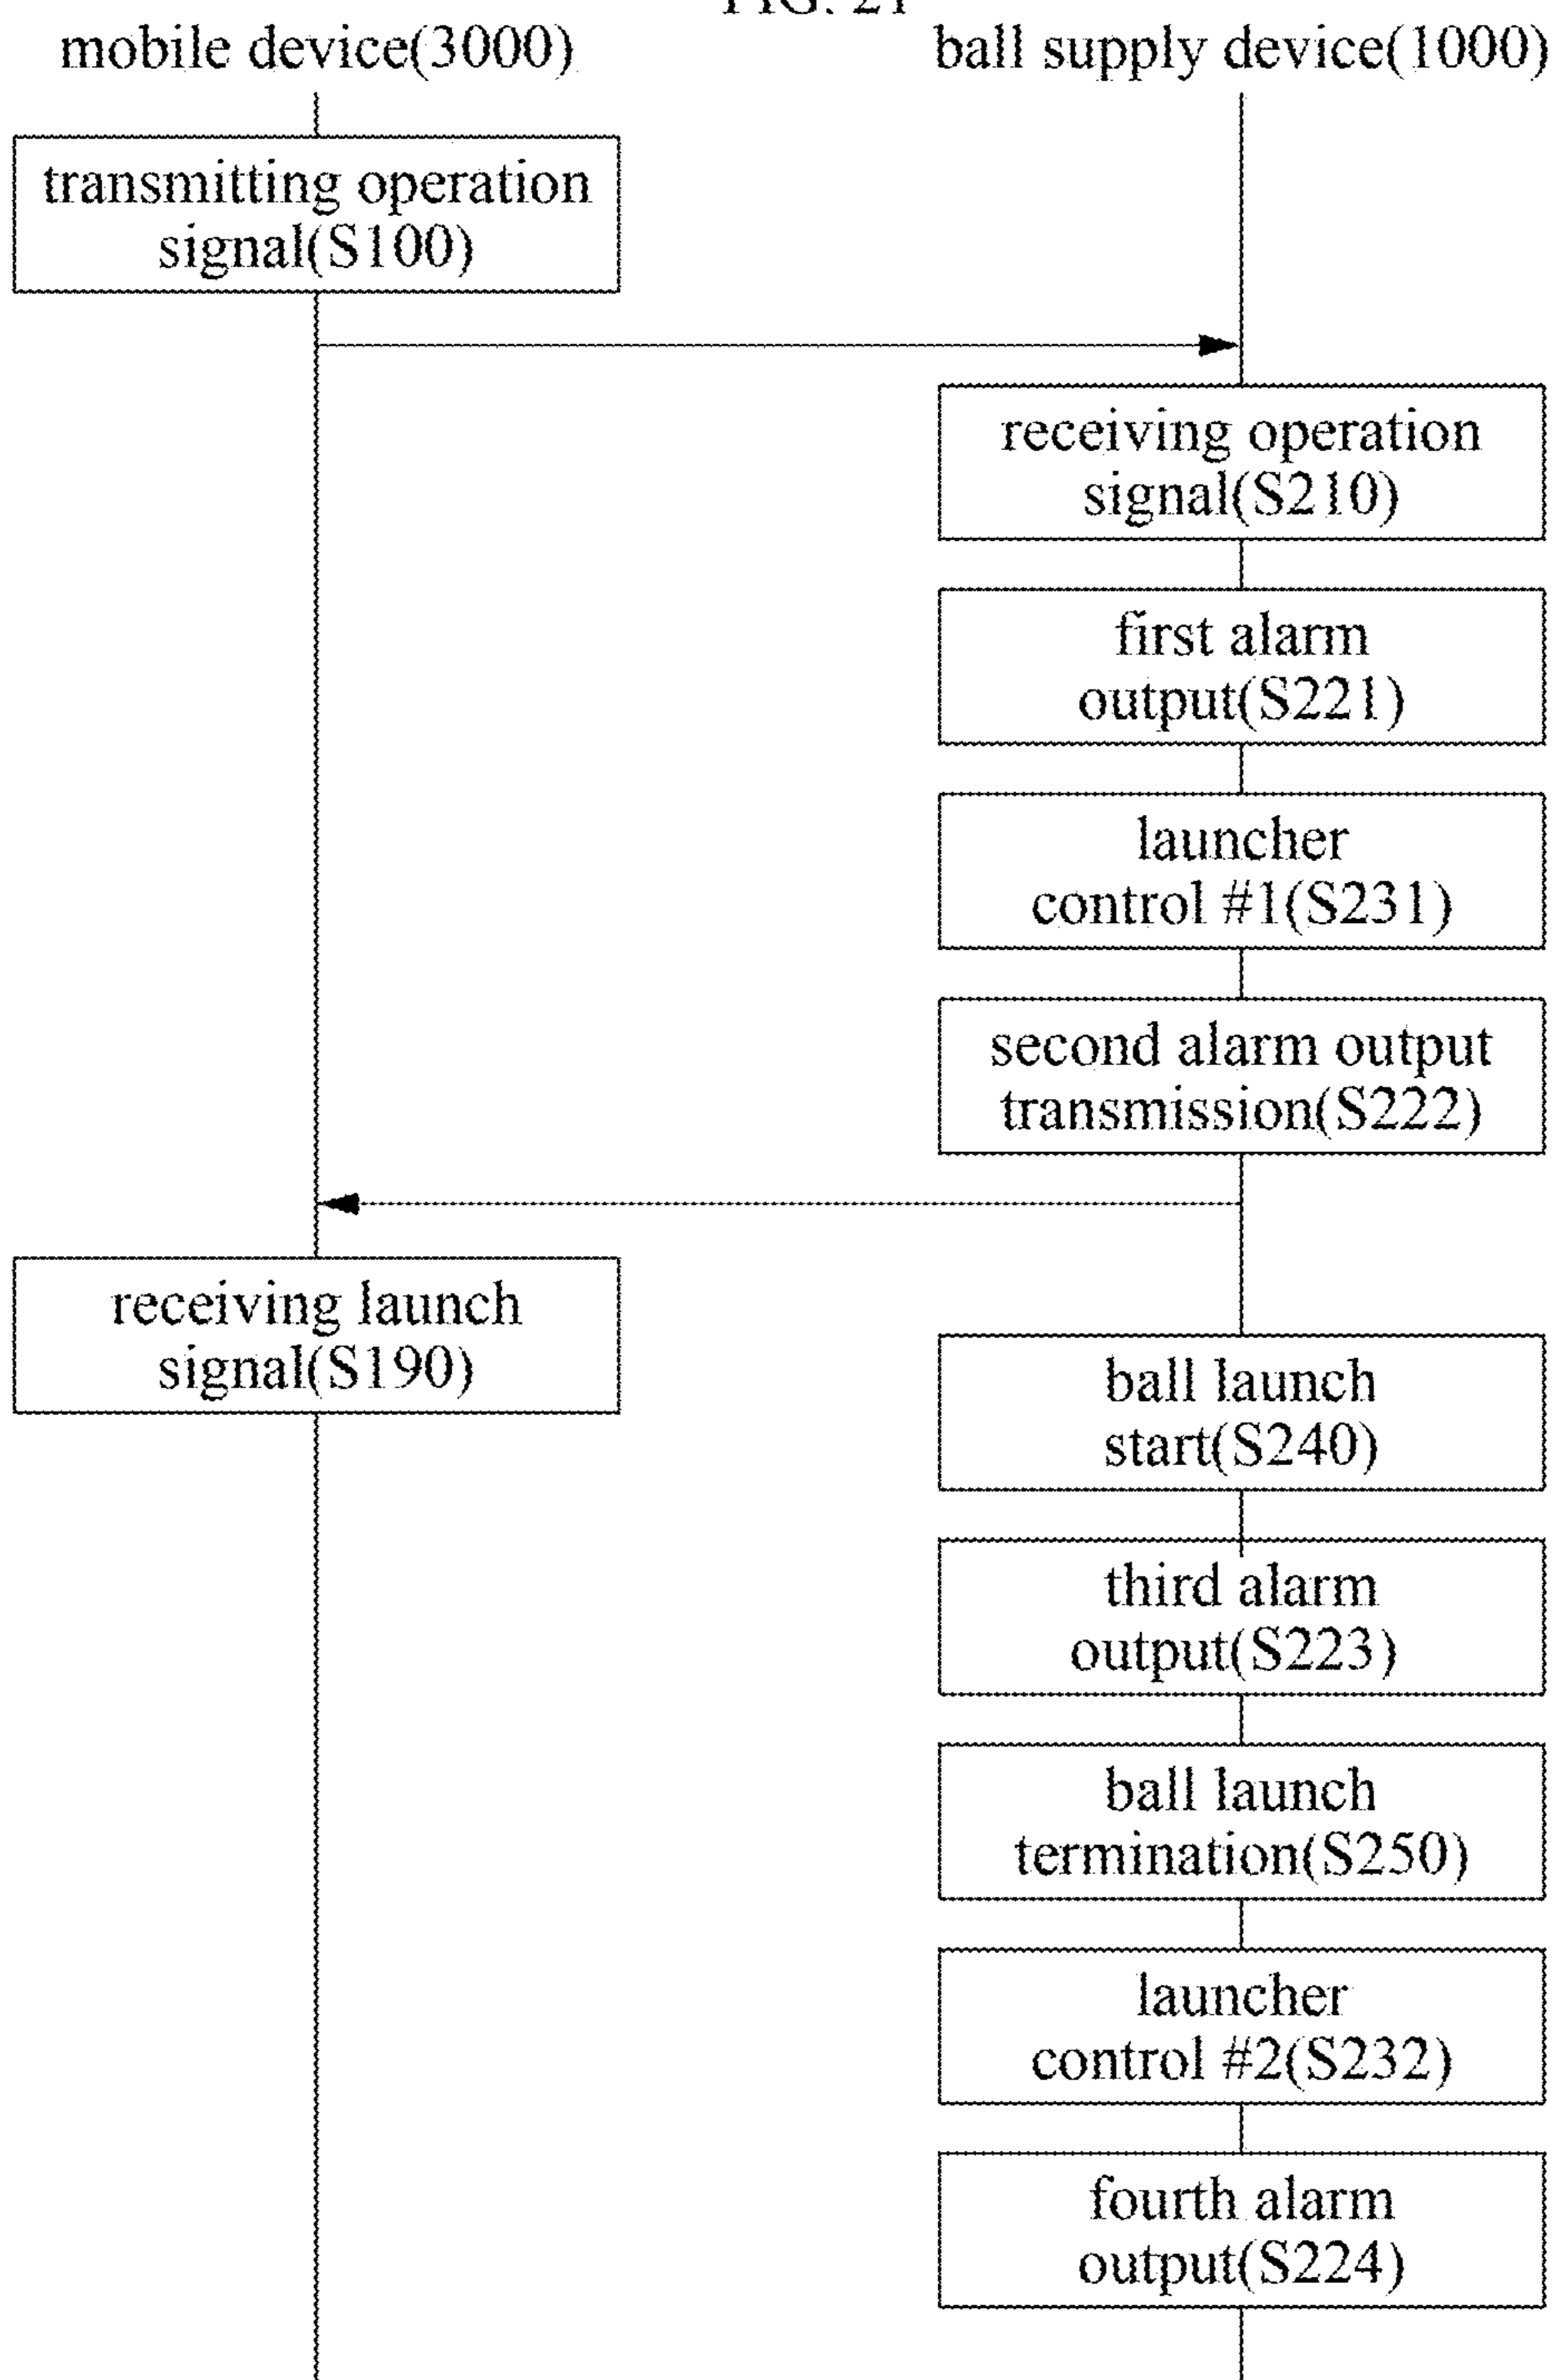 FIG. 21
mobile device(3000)
ball supply device(1000)
transmitting operation
signal(S100)
receiving operation
signal(S210)
first alarm
output(S221)
launcher
control #1(S231)
second alarm output
transmission(S222)
receiving launch
signal(S190)
ball launch
start(S240)
third alarm
output(S223)
ball launch
termination(S250)
launcher
control #2(S232)
fourth alarm
output(S224)